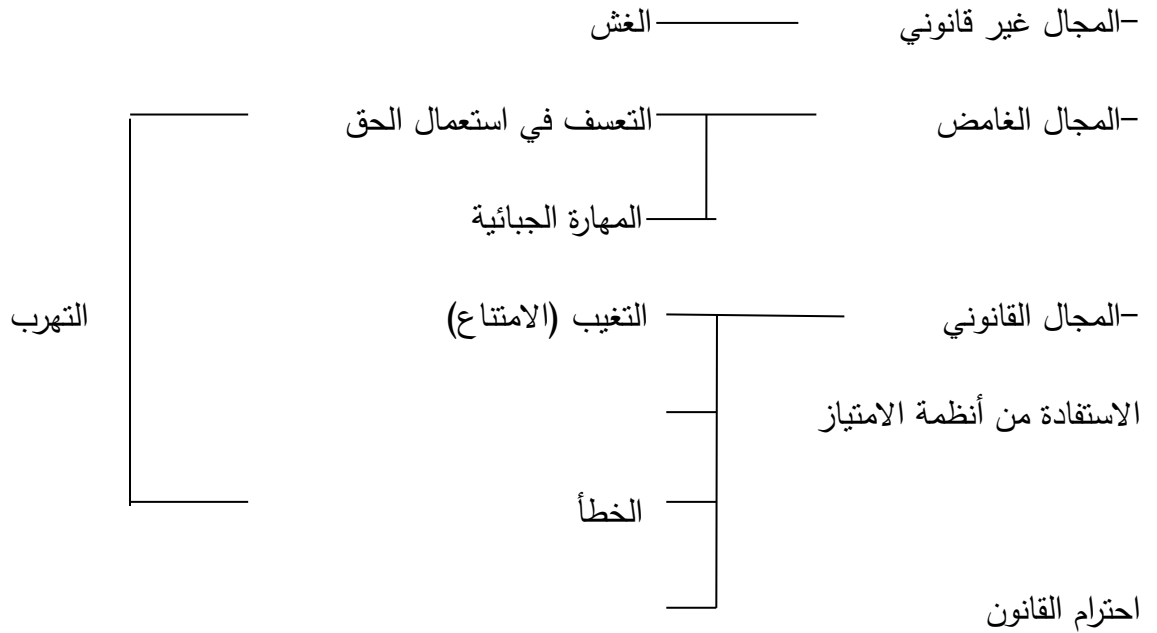 -المجال غير قانوني الغش
-المجال الغامض التعسف في استعمال الحق
المهارة الجبائية
-المجال القانوني التغيب (الامتناع) التهرب
الاستفادة من أنظمة الامتياز
الخطأ
احترام القانون